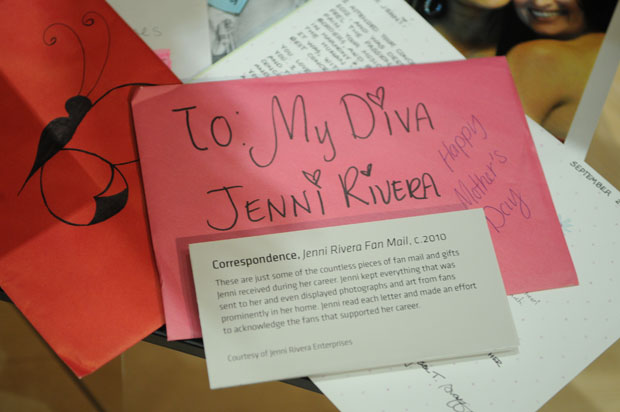 To: My Diva
Jenni Rivera
Happy
Mother's
Day
Correspondence, Jenni Rivera Fan Mail, c.2010
These are just some of the countless pieces of fan mail and gifts
Jenni received during her career. Jenni kept everything that was
sent to her and even displayed photographs and art from fans
prominently in her home. Jenni read each letter and made an effort
to acknowledge the fans that supported her career.
Courtesy of Jenni Rivera Enterprises
SEPTEMBER